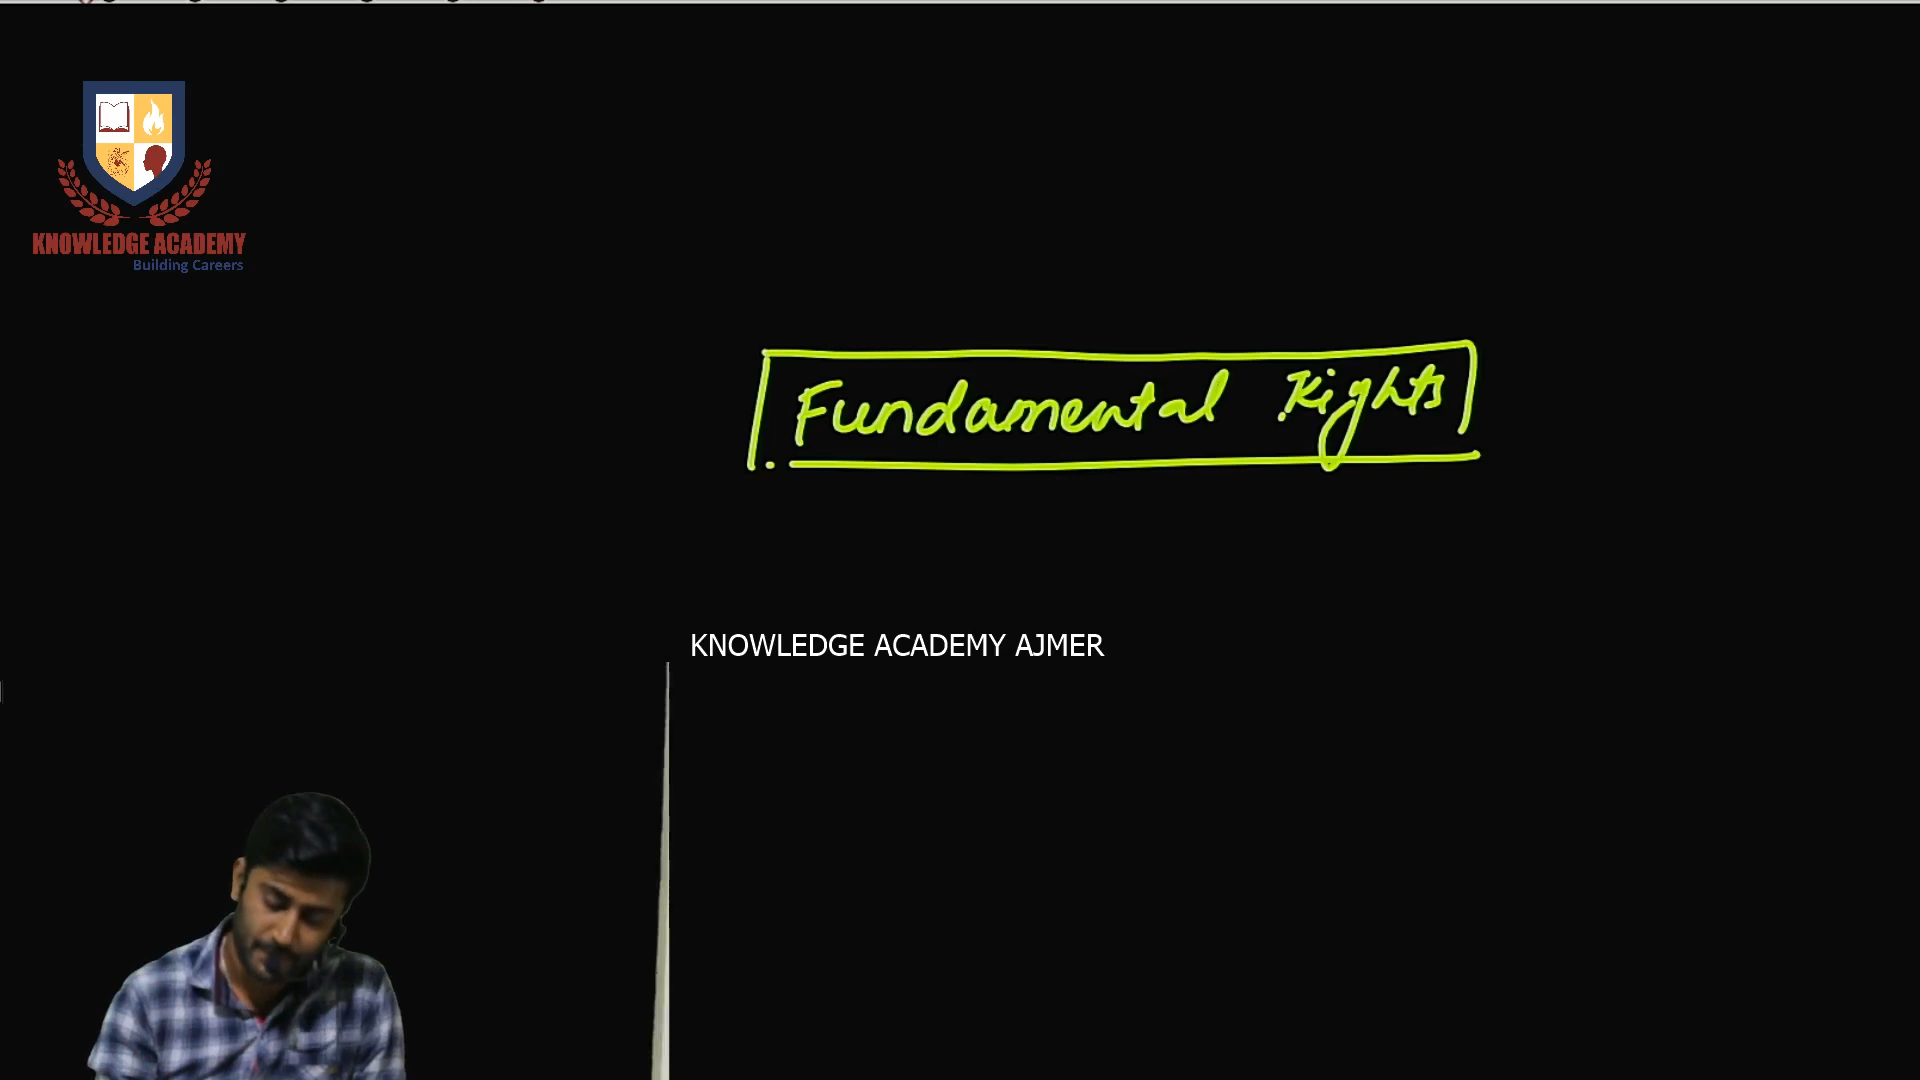 KNOWLEDGE ACADEMY
Building Careers
Fundamental Rights
KNOWLEDGE ACADEMY AJMER